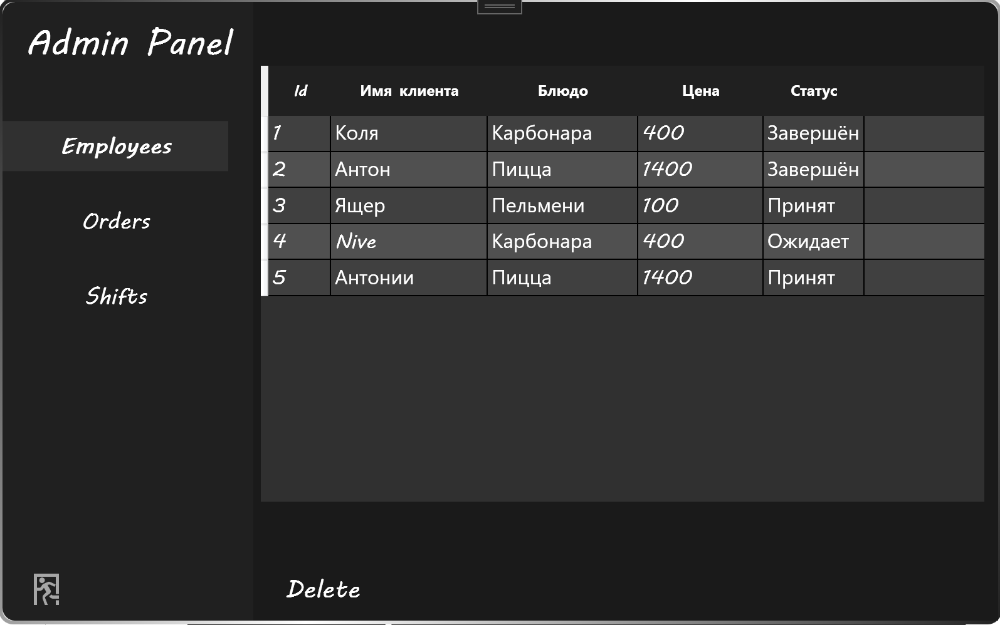 Admin Panel
Employees
Orders
Shifts
Id Имя клиента Блюдо Цена Статус
1 Коля Карбонара 400 Завершён
2 Антон Пицца 1400 Завершён
3 Ящер Пельмени 100 Принят
4 Nive Карбонара 400 Ожидает
5 Антонии Пицца 1400 Принят
Delete